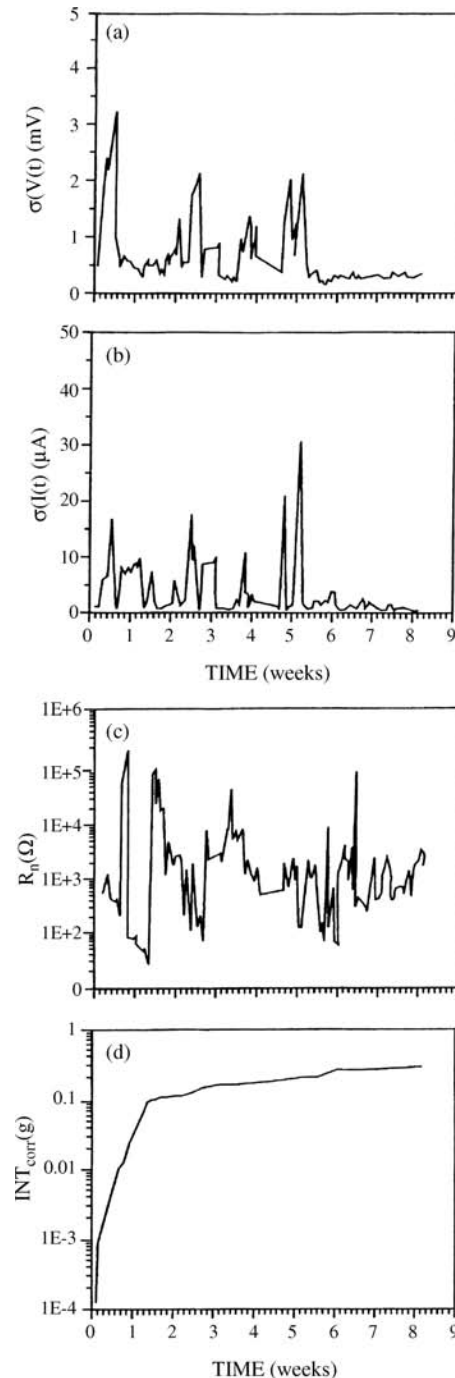 (a)
5
4
3
2
1
0
σ(V(t) (mV)
(b)
50
40
30
20
10
0
σ(I(t) (μA)
0 1 2 3 4 5 6 7 8 9
TIME (weeks)
(c)
1E+6
1E+5
1E+4
1E+3
1E+2
0
Rn(Ω)
(d)
1
0.1
0.01
1E-3
1E-4
INTcorr(g)
0 1 2 3 4 5 6 7 8 9
TIME (weeks)